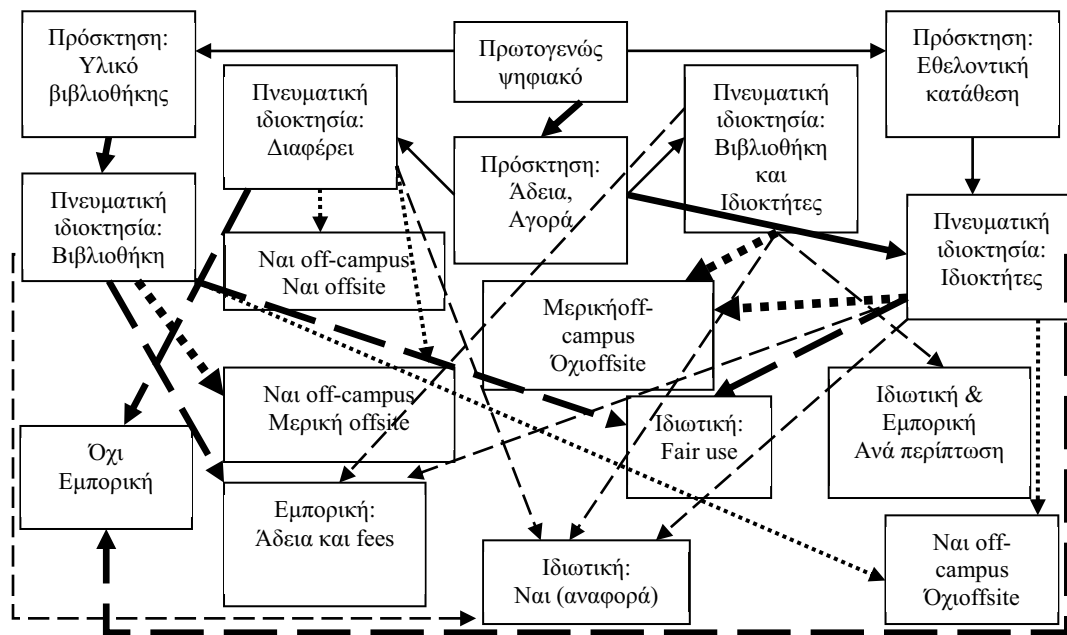 Πρόσκτηση:
Υλικό
βιβλιοθήκης
Πρωτογενώς
ψηφιακό
Πρόσκτηση:
Εθελοντική
κατάθεση
Πνευματική
ιδιοκτησία:
Διαφέρει
Πνευματική
ιδιοκτησία:
Βιβλιοθήκη
και
Ιδιοκτήτες
Πρόσκτηση:
Άδεια,
Αγορά
Πνευματική
ιδιοκτησία:
Βιβλιοθήκη
Πνευματική
ιδιοκτησία:
Ιδιοκτήτες
Ναι off-campus
Ναι offsite
Μερικήoff-
campus
Όχιoffsite
Ναι off-campus
Μερική offsite
Ιδιωτική &
Εμπορική
Ανά περίπτωση
Ιδιωτική:
Fair use
Όχι
Εμπορική
Εμπορική:
Άδεια και fees
Ιδιωτική:
Ναι (αναφορά)
Ναι off-
campus
Όχιoffsite